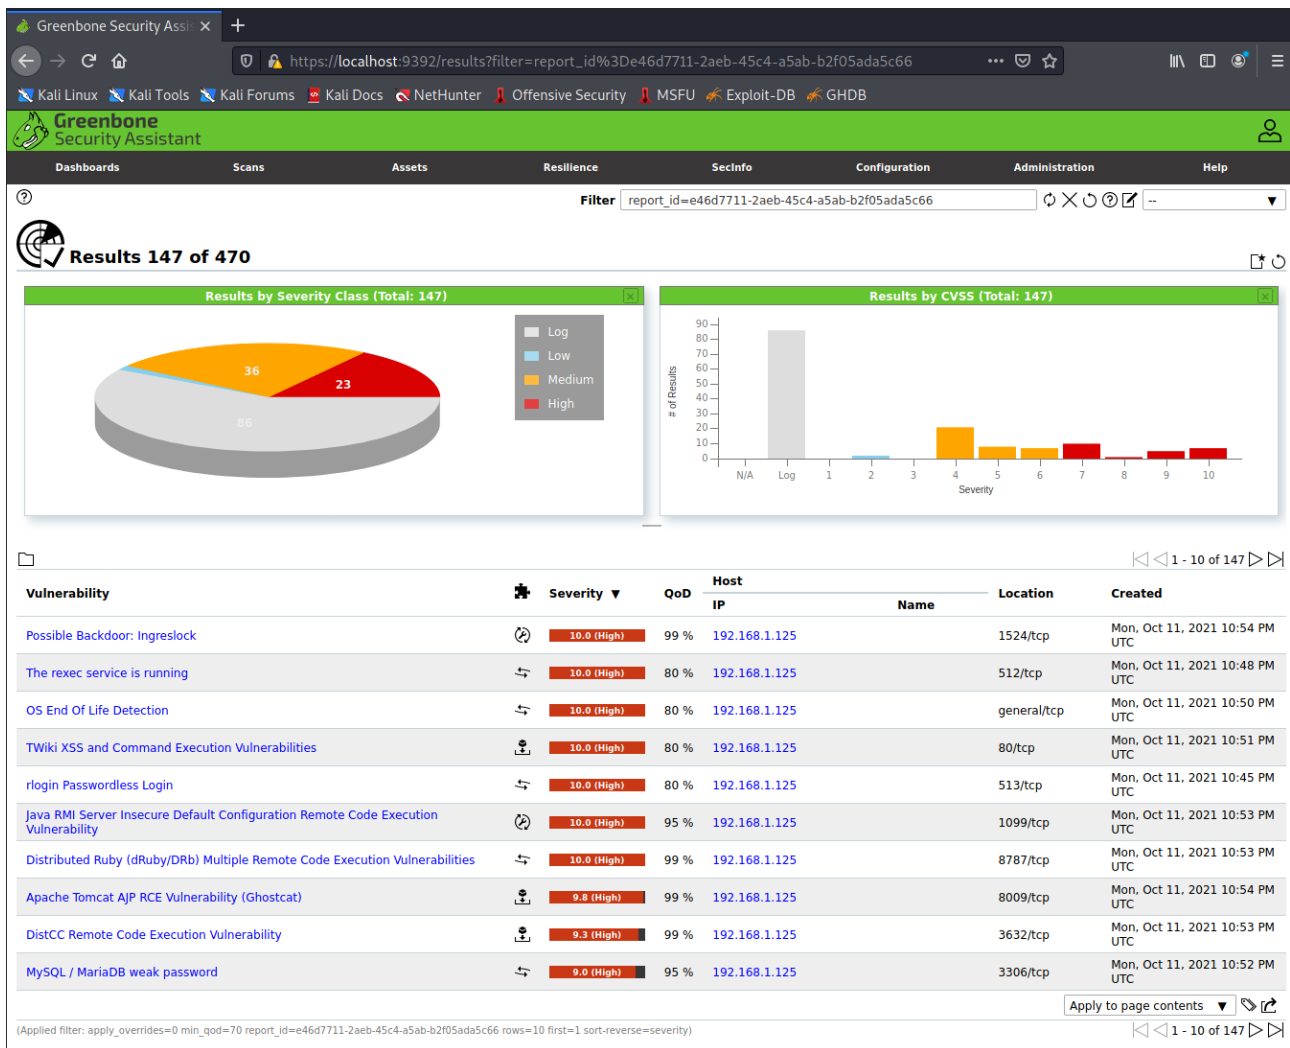 Greenbone Security Assis
https://localhost:9392/results?filter=report_id%3De46d7711-2aeb-45c4-a5ab-b2f05ada5c66
Kali Linux Kali Tools Kali Forums Kali Docs NetHunter Offensive Security MSFU Exploit-DB GHDB
Greenbone
Security Assistant
Dashboards Scans Assets Resilience SecInfo Configuration Administration Help
Filter report_id=e46d7711-2aeb-45c4-a5ab-b2f05ada5c66 --
Results 147 of 470
Results by Severity Class (Total: 147)
36
23
86
Log
Low
Medium
High
Results by CVSS (Total: 147)
# of Results
90
80
70
60
50
40
30
20
10
0
N/A Log 1 2 3 4 5 6 7 8 9 10
Severity
1 - 10 of 147
Vulnerability Severity ▼ QoD Host Location Created
IP Name
Possible Backdoor: Ingreslock 10.0 (High) 99 % 192.168.1.125 1524/tcp Mon, Oct 11, 2021 10:54 PM
UTC
The rexec service is running 10.0 (High) 80 % 192.168.1.125 512/tcp Mon, Oct 11, 2021 10:48 PM
UTC
OS End Of Life Detection 10.0 (High) 80 % 192.168.1.125 general/tcp Mon, Oct 11, 2021 10:50 PM
UTC
TWiki XSS and Command Execution Vulnerabilities 10.0 (High) 80 % 192.168.1.125 80/tcp Mon, Oct 11, 2021 10:51 PM
UTC
rlogin Passwordless Login 10.0 (High) 80 % 192.168.1.125 513/tcp Mon, Oct 11, 2021 10:45 PM
UTC
Java RMI Server Insecure Default Configuration Remote Code Execution
Vulnerability 10.0 (High) 95 % 192.168.1.125 1099/tcp Mon, Oct 11, 2021 10:53 PM
UTC
Distributed Ruby (dRuby/DRb) Multiple Remote Code Execution Vulnerabilities 10.0 (High) 99 % 192.168.1.125 8787/tcp Mon, Oct 11, 2021 10:53 PM
UTC
Apache Tomcat AJP RCE Vulnerability (Ghostcat) 9.8 (High) 99 % 192.168.1.125 8009/tcp Mon, Oct 11, 2021 10:54 PM
UTC
DistCC Remote Code Execution Vulnerability 9.3 (High) 99 % 192.168.1.125 3632/tcp Mon, Oct 11, 2021 10:53 PM
UTC
MySQL / MariaDB weak password 9.0 (High) 95 % 192.168.1.125 3306/tcp Mon, Oct 11, 2021 10:52 PM
UTC
Apply to page contents ▼
(Applied filter: apply_overrides=0 min_qod=70 report_id=e46d7711-2aeb-45c4-a5ab-b2f05ada5c66 rows=10 first=1 sort-reverse=severity)
1 - 10 of 147